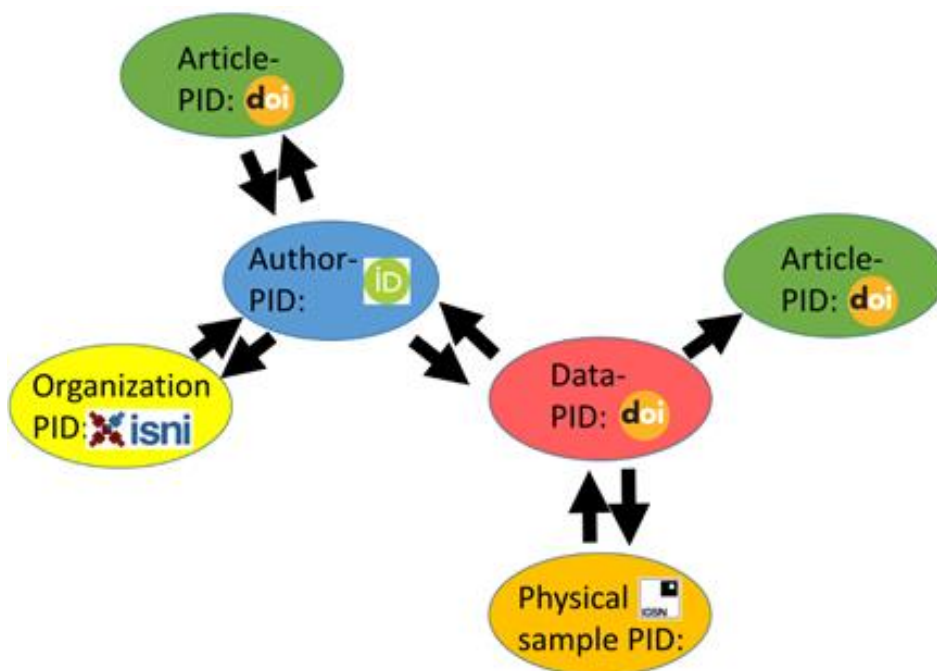 Article-
PID: doi
Author-
PID: iD
Article-
PID: doi
Organization
PID: isni
Data-
PID: doi
Physical IGSN
sample PID: